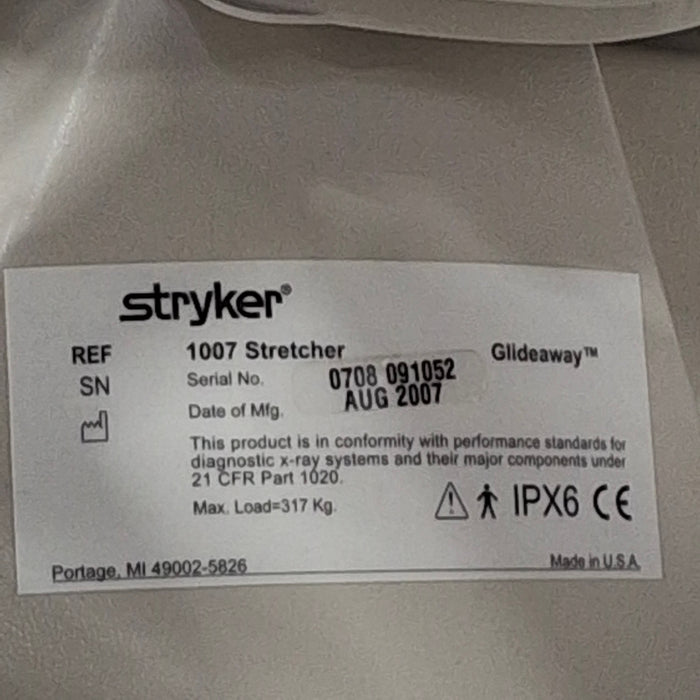 stryker®
REF 1007 Stretcher Glideaway™
SN Serial No. 0708 091052
Date of Mfg. AUG 2007
This product is in conformity with performance standards for
diagnostic x-ray systems and their major components under
21 CFR Part 1020.
Max. Load=317 Kg.
IPX6 CE
Portage, MI 49002-5826 Made in U.S.A.